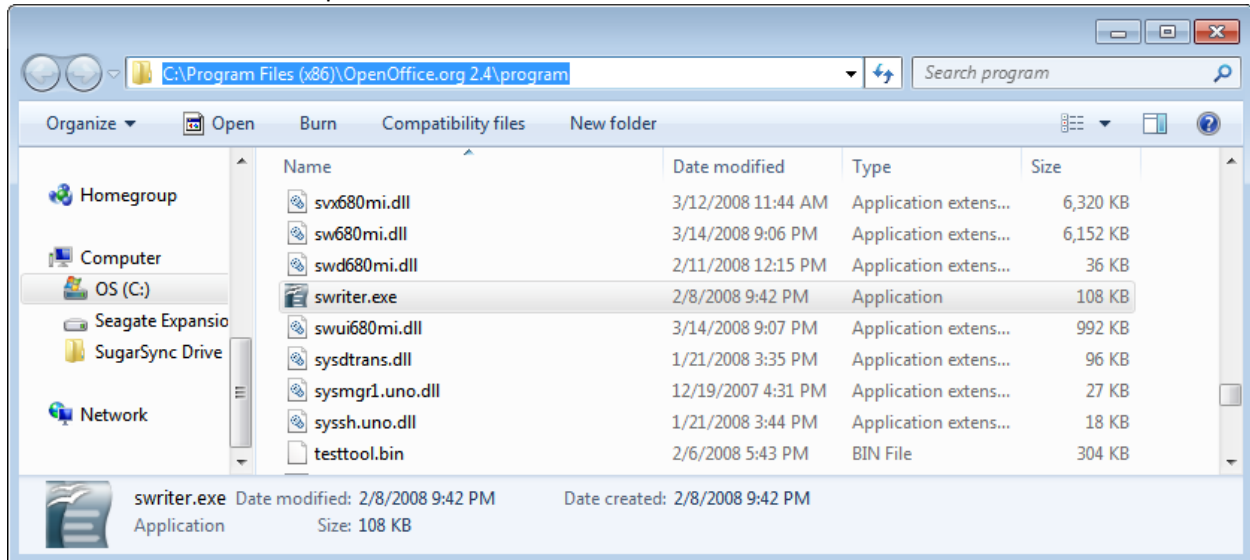 C:\Program Files (x86)\OpenOffice.org 2.4\program
Search program
Organize Open Burn Compatibility files New folder
Name Date modified Type Size
Homegroup
svx680mi.dll 3/12/2008 11:44 AM Application extens... 6,320 KB
sw680mi.dll 3/14/2008 9:06 PM Application extens... 6,152 KB
Computer
swd680mi.dll 2/11/2008 12:15 PM Application extens... 36 KB
OS (C:)
swriter.exe 2/8/2008 9:42 PM Application 108 KB
Seagate Expansio
swui680mi.dll 3/14/2008 9:07 PM Application extens... 992 KB
SugarSync Drive
sysdtrans.dll 1/21/2008 3:35 PM Application extens... 96 KB
sysmgr1.uno.dll 12/19/2007 4:31 PM Application extens... 27 KB
Network
syssh.uno.dll 1/21/2008 3:44 PM Application extens... 18 KB
testtool.bin 2/6/2008 5:43 PM BIN File 304 KB
swriter.exe Date modified: 2/8/2008 9:42 PM Date created: 2/8/2008 9:42 PM
Application Size: 108 KB